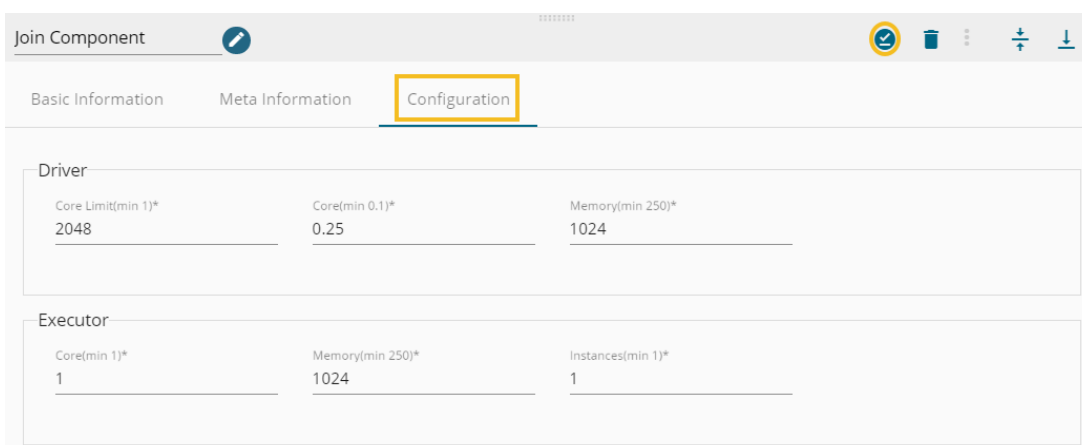 Join Component
Basic Information Meta Information Configuration
Driver
Core Limit(min 1)* Core(min 0.1)* Memory(min 250)*
2048 0.25 1024
Executor
Core(min 1)* Memory(min 250)* Instances(min 1)*
1 1024 1